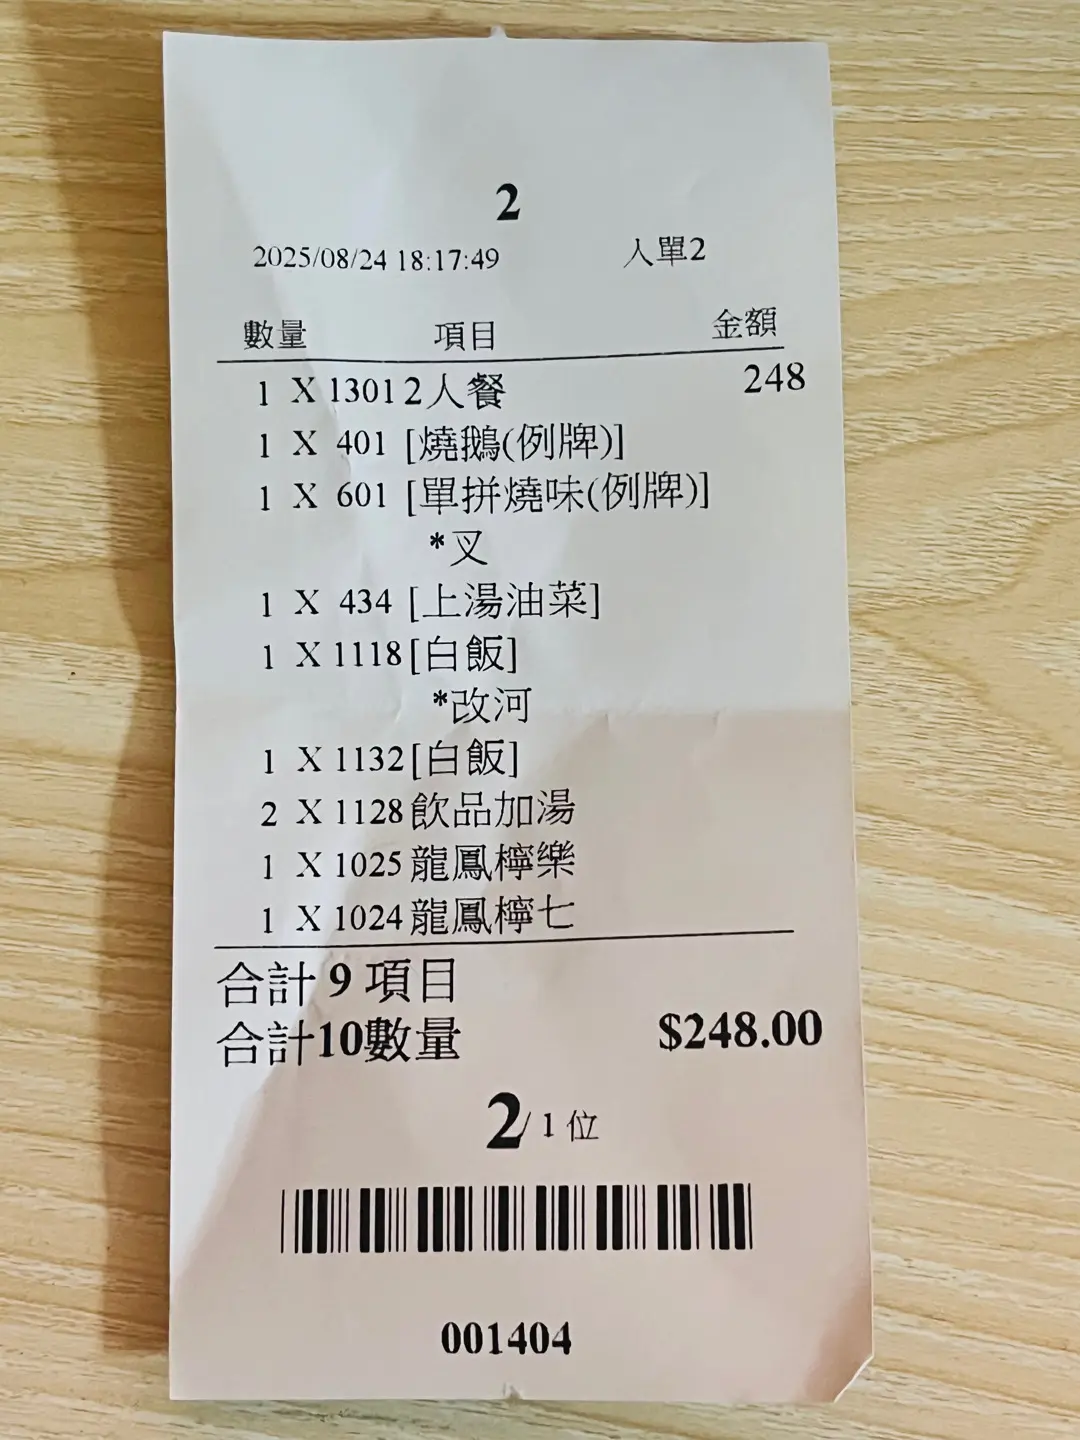 2
2025/08/24 18:17:49 入單2
數量 項目 金額
1 X 1301 2人餐 248
1 X 401 [燒鵝(例牌)]
1 X 601 [單拼燒味(例牌)]
*叉
1 X 434 [上湯油菜]
1 X 1118 [白飯]
*改河
1 X 1132 [白飯]
2 X 1128 飲品加湯
1 X 1025 龍鳳檸樂
1 X 1024 龍鳳檸七
合計 9 項目
合計10數量 $248.00
2/ 1 位
001404